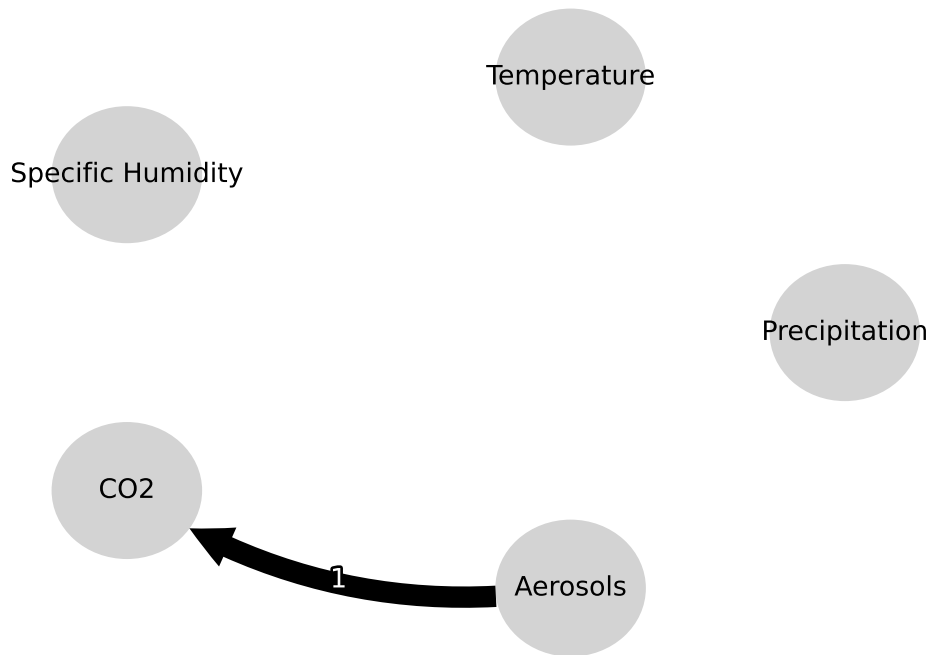 Temperature
Specific Humidity
Precipitation
CO2
1
Aerosols